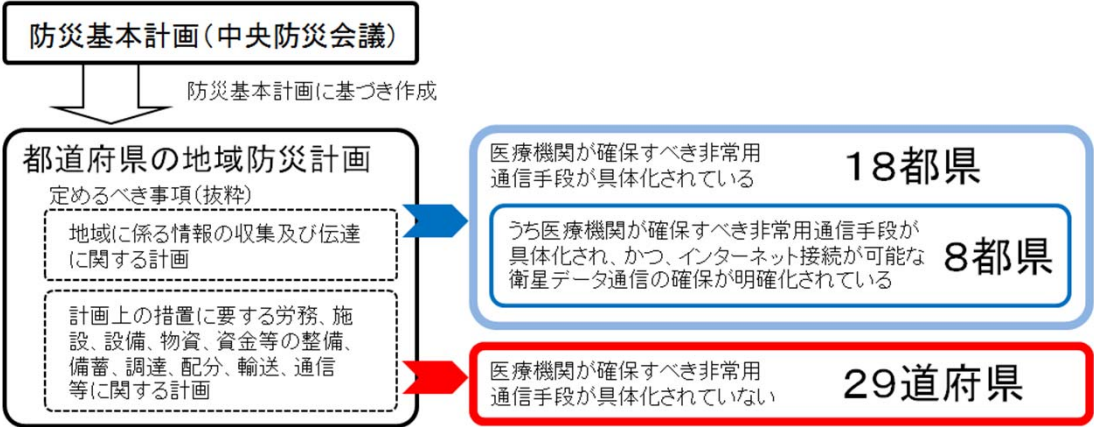 防災基本計画(中央防災会議)
防災基本計画に基づき作成
都道府県の地域防災計画
定めるべき事項(抜粋)
地域に係る情報の収集及び伝達
に関する計画
計画上の措置に要する労務、施
設、設備、物資、資金等の整備、
備蓄、調達、配分、輸送、通信
等に関する計画
医療機関が確保すべき非常用
通信手段が具体化されている
18都県
うち医療機関が確保すべき非常用通信手段が
具体化され、かつ、インターネット接続が可能な
衛星データ通信の確保が明確化されている
8都県
医療機関が確保すべき非常用
通信手段が具体化されていない
29道府県